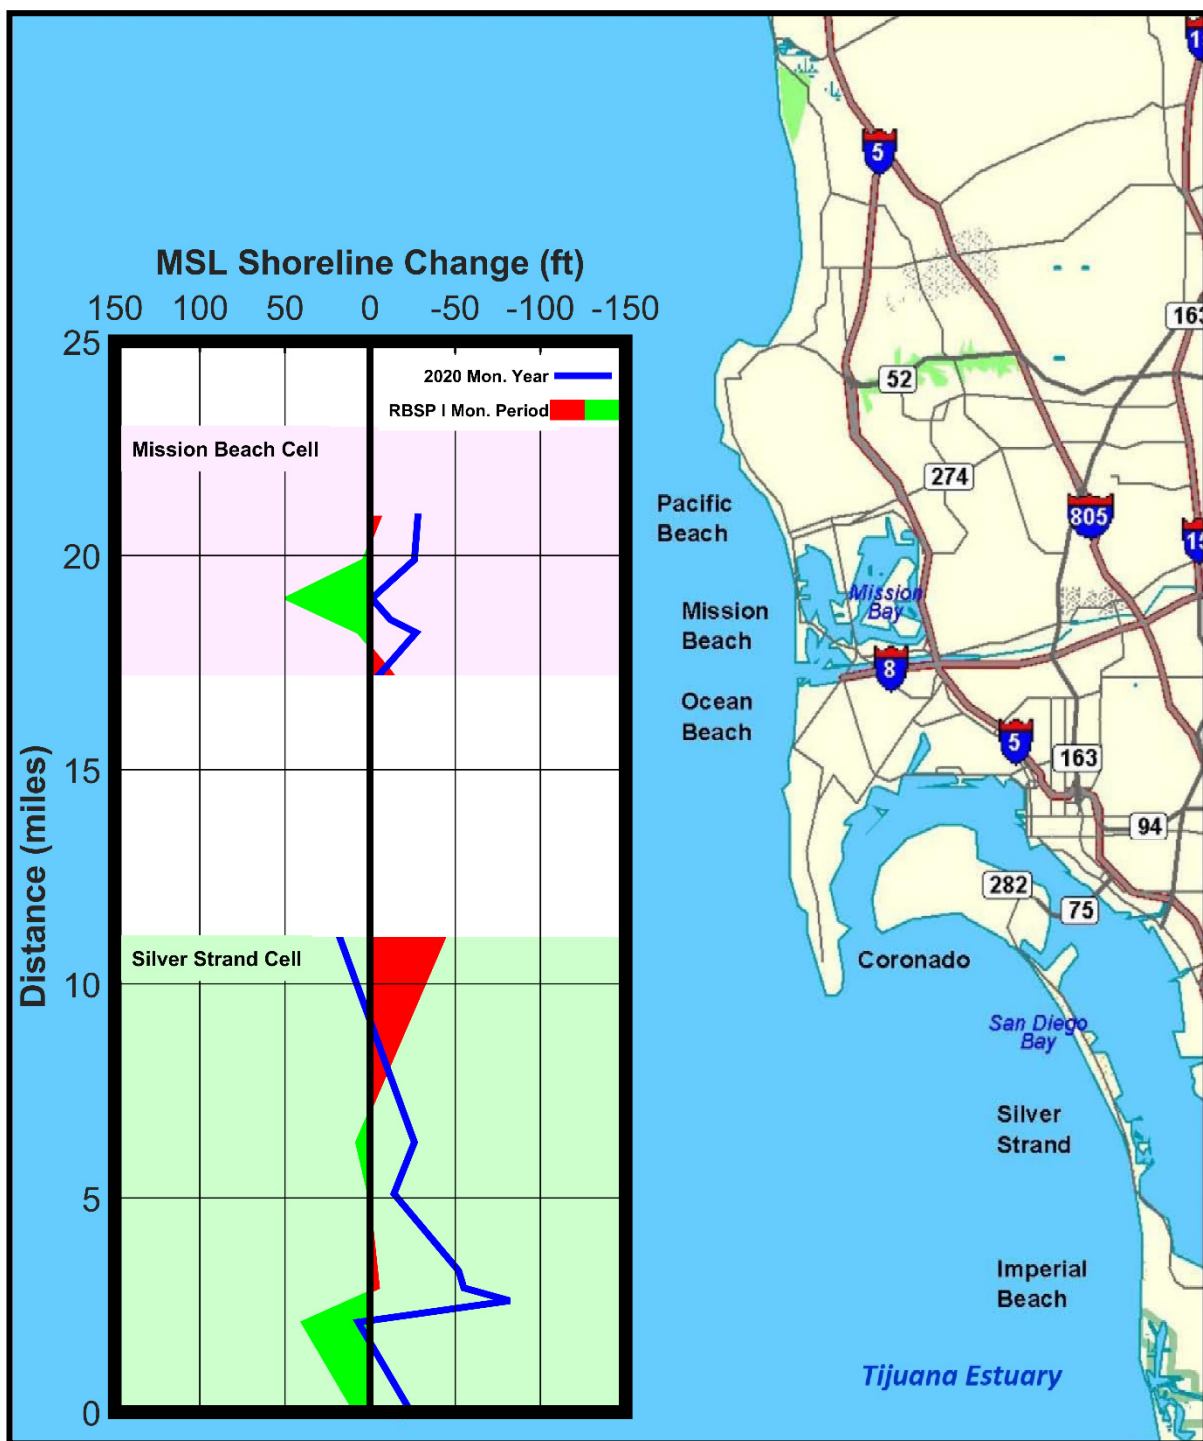 MSL Shoreline Change (ft)
150 100 50 0 -50 -100 -150
25
20
15
10
5
0
Distance (miles)
2020 Mon. Year
RBSP I Mon. Period
Mission Beach Cell
Silver Strand Cell
5
163
52
274
805
15
Pacific
Beach
Mission
Bay
Mission
Beach
8
Ocean
Beach
5
163
94
282
75
Coronado
San Diego
Bay
Silver
Strand
Imperial
Beach
Tijuana Estuary